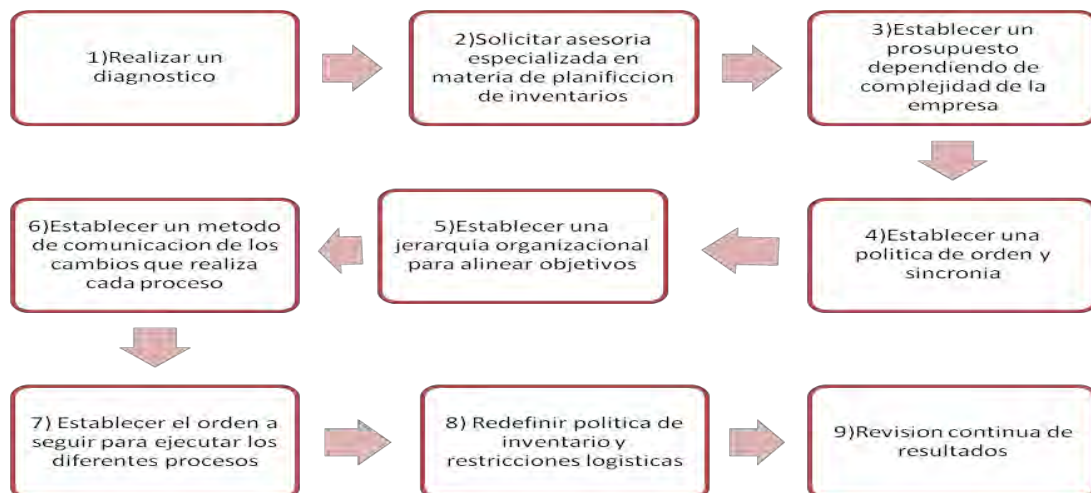 1)Realizar un
diagnostico
2)Solicitar asesoria
especializada en
materia de planificcion
de inventarios
3)Establecer un
prosupuesto
dependiendo de
complejidad de la
empresa
4)Establecer una
politica de orden y
sincronia
5)Establecer una
jerarquía organizacional
para alinear objetivos
6)Establecer un metodo
de comunicacion de los
cambios que realiza
cada proceso
7) Establecer el orden a
seguir para ejecutar los
diferentes procesos
8) Redefinir politica de
inventario y
restricciones logisticas
9)Revision continua de
resultados